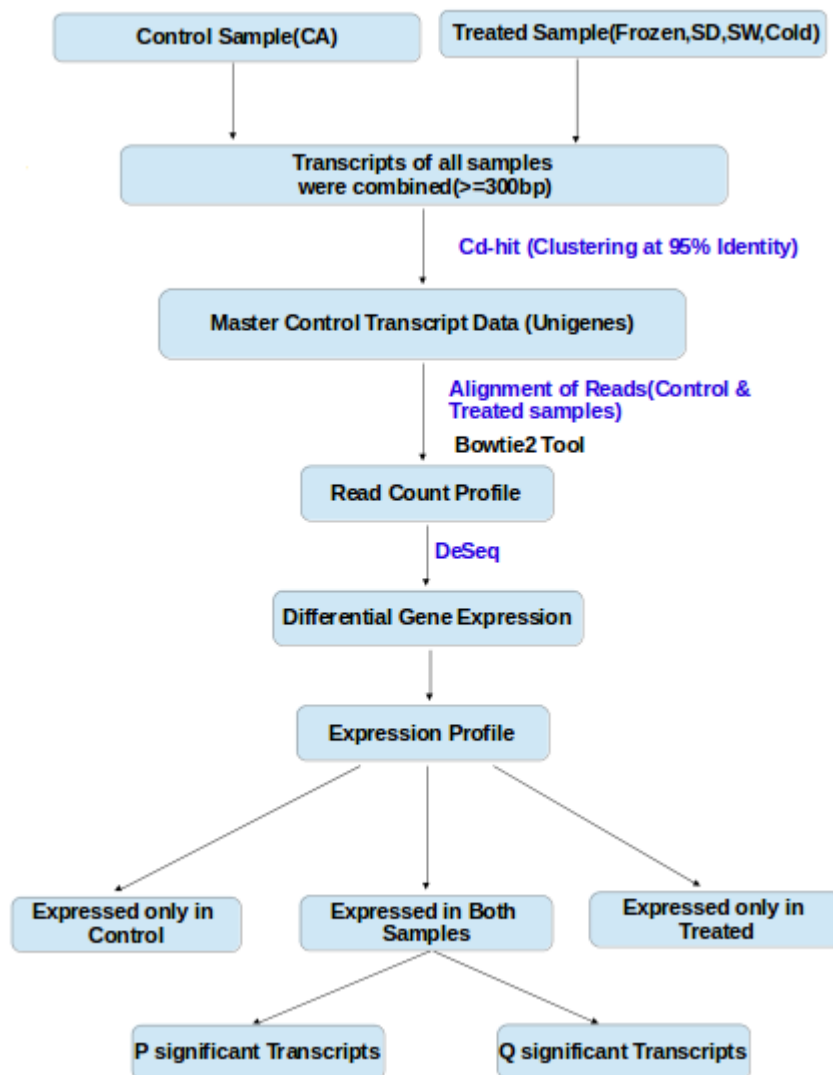 Control Sample(CA)
Treated Sample(Frozen,SD,SW,Cold)
Transcripts of all samples
were combined(>=300bp)
Cd-hit (Clustering at 95% Identity)
Master Control Transcript Data (Unigenes)
Alignment of Reads(Control &
Treated samples)
Bowtie2 Tool
Read Count Profile
DeSeq
Differential Gene Expression
Expression Profile
Expressed only in
Control
Expressed in Both
Samples
Expressed only in
Treated
P significant Transcripts
Q significant Transcripts